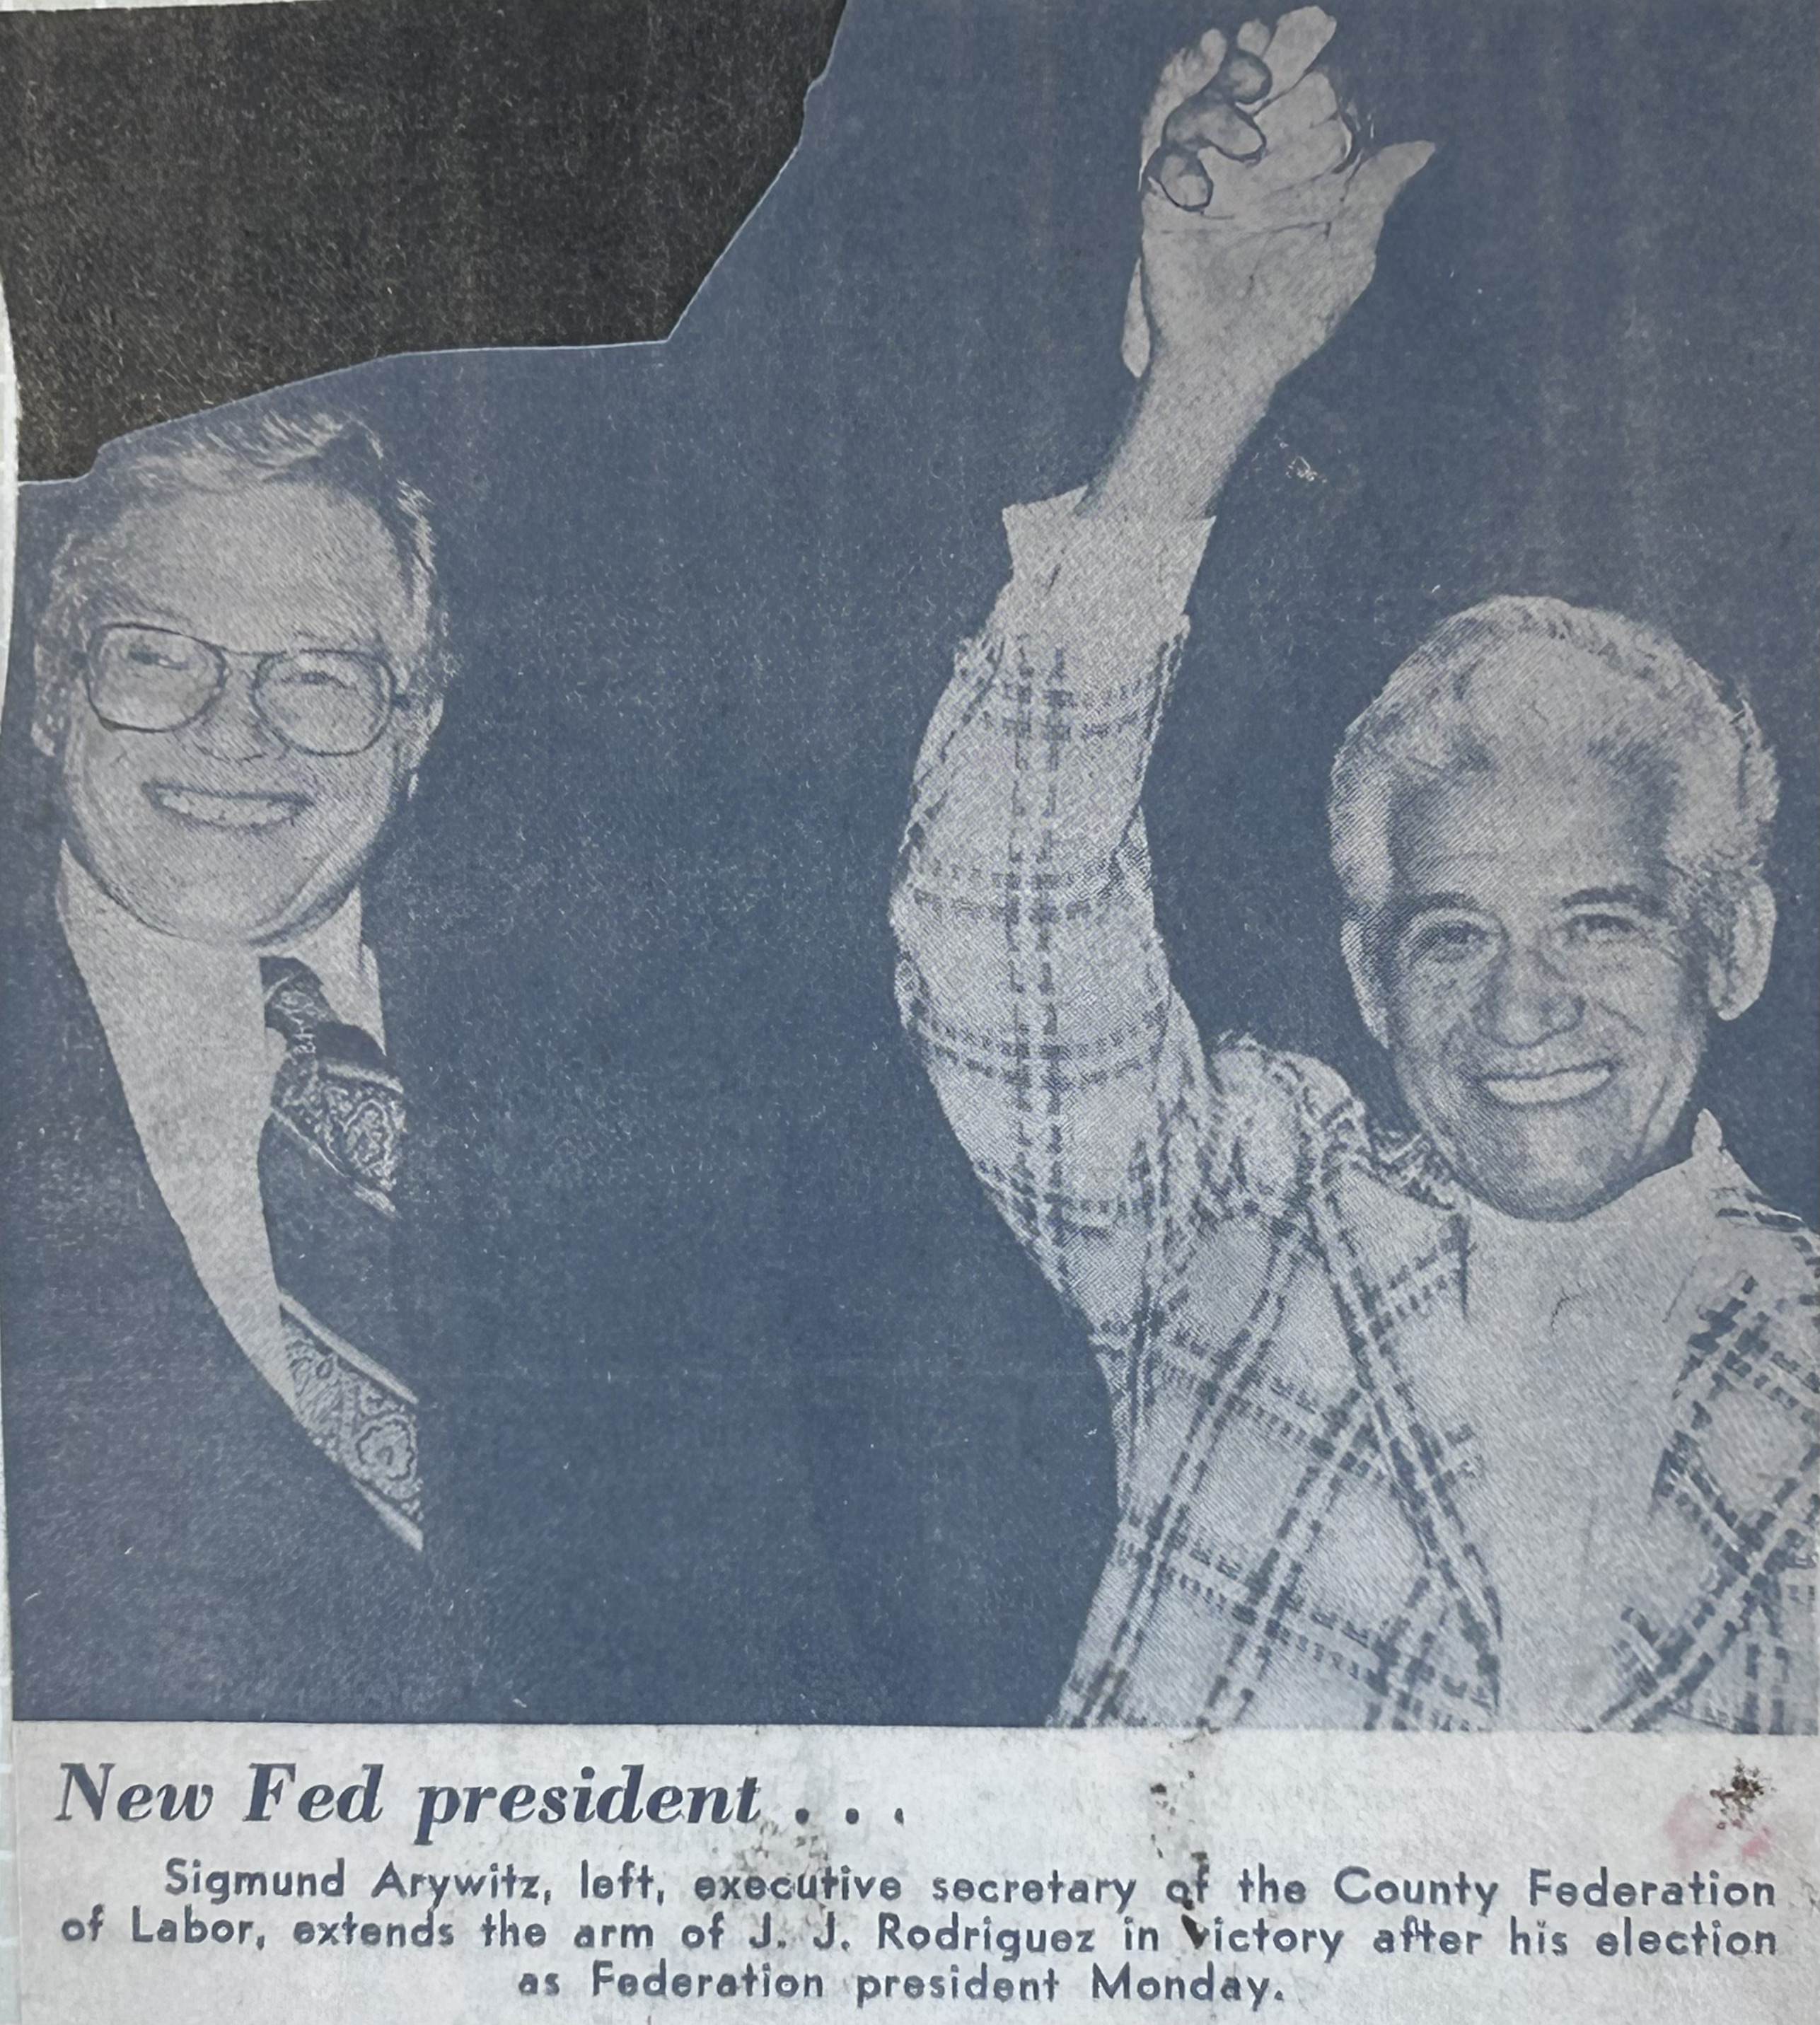 New Fed president . . .
Sigmund Arywitz, left, executive secretary of the County Federation
of Labor, extends the arm of J. J. Rodriguez in victory after his election
as Federation president Monday.